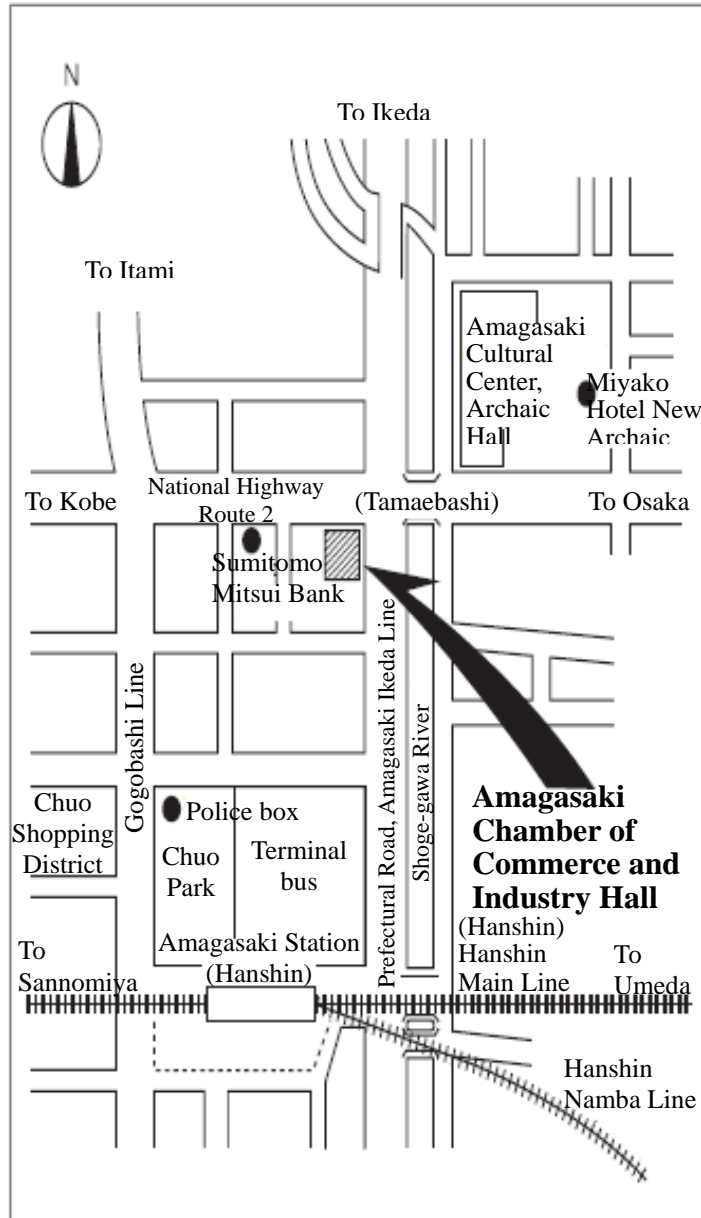 N
To Ikeda
To Itami
Amagasaki
Cultural
Center,
Archaic
Hall
Miyako
Hotel New
Archaic
National Highway
Route 2
To Kobe
(Tamaebashi)
To Osaka
Sumitomo
Mitsui Bank
Gogobashi Line
Prefectural Road, Amagasaki Ikeda Line
Shoge-gawa River
Amagasaki
Chamber of
Commerce and
Industry Hall
Chuo
Shopping
District
Police box
Chuo
Park
Terminal
bus
Amagasaki Station
(Hanshin)
To
Sannomiya
(Hanshin)
Hanshin
Main Line
To
Umeda
Hanshin
Namba Line